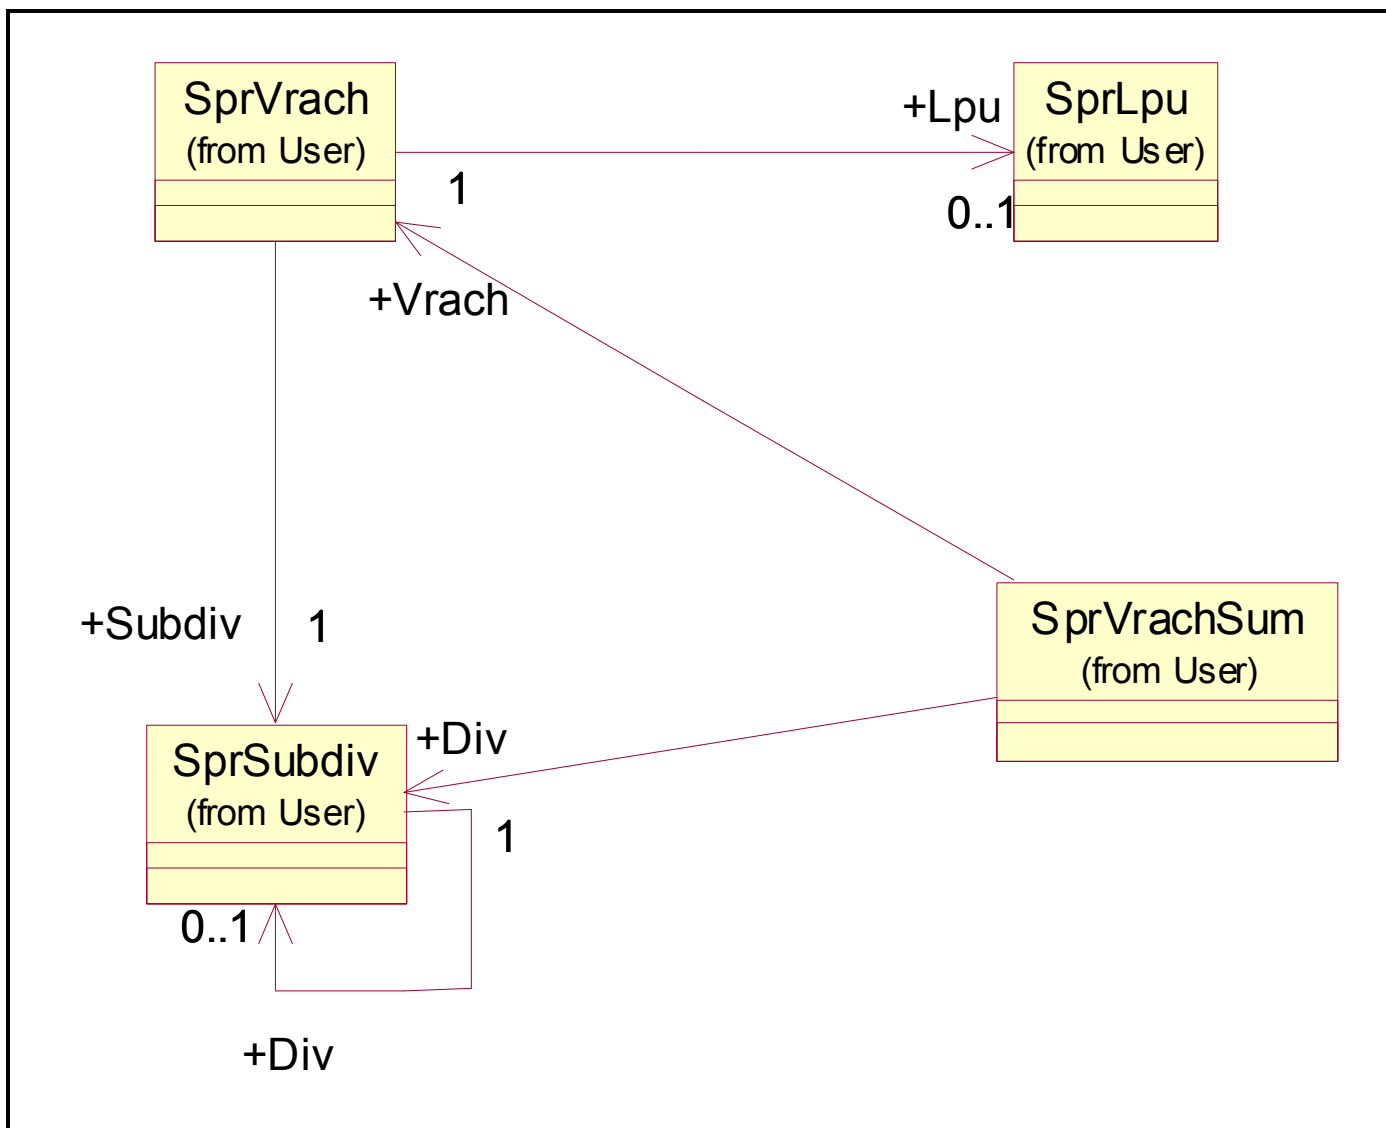 SprVrach
(from User)
+Lpu
SprLpu
(from User)
1
0..1
+Vrach
+Subdiv
1
SprVrachSum
(from User)
SprSubdiv
(from User)
+Div
1
0..1
+Div